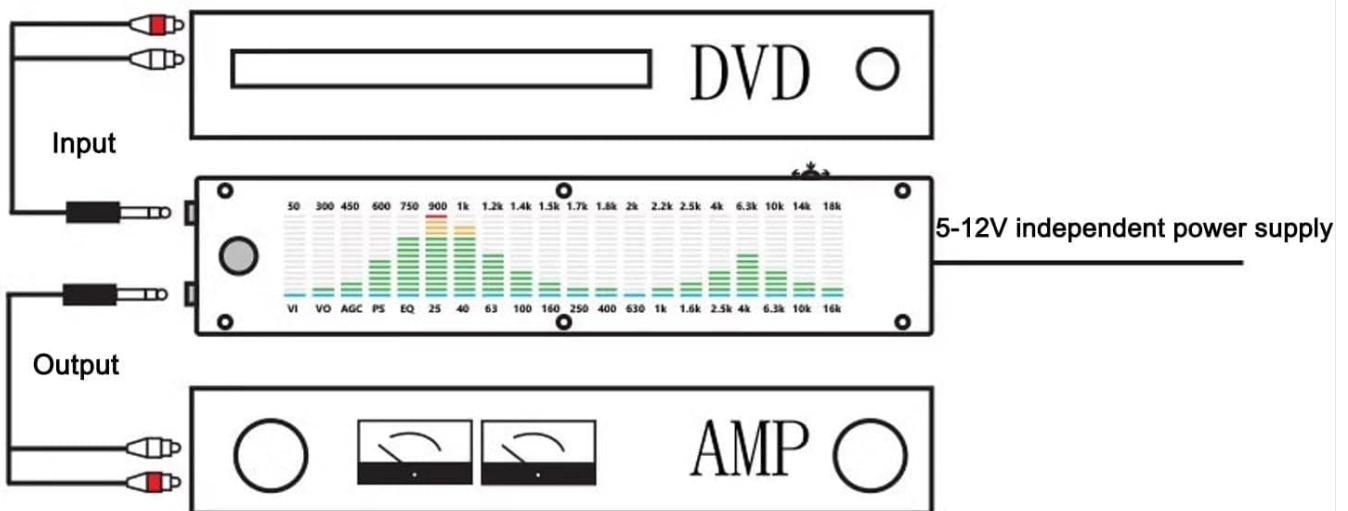 DVD
Input
50 300 450 600 750 900 1k 1.2k 1.4k 1.5k 1.7k 1.8k 2k 2.2k 2.5k 4k 6.3k 10k 14k 18k
5-12V independent power supply
VI VO AGC PS EQ 25 40 63 100 160 250 400 630 1k 1.6k 2.5k 4k 6.3k 10k 16k
Output
AMP